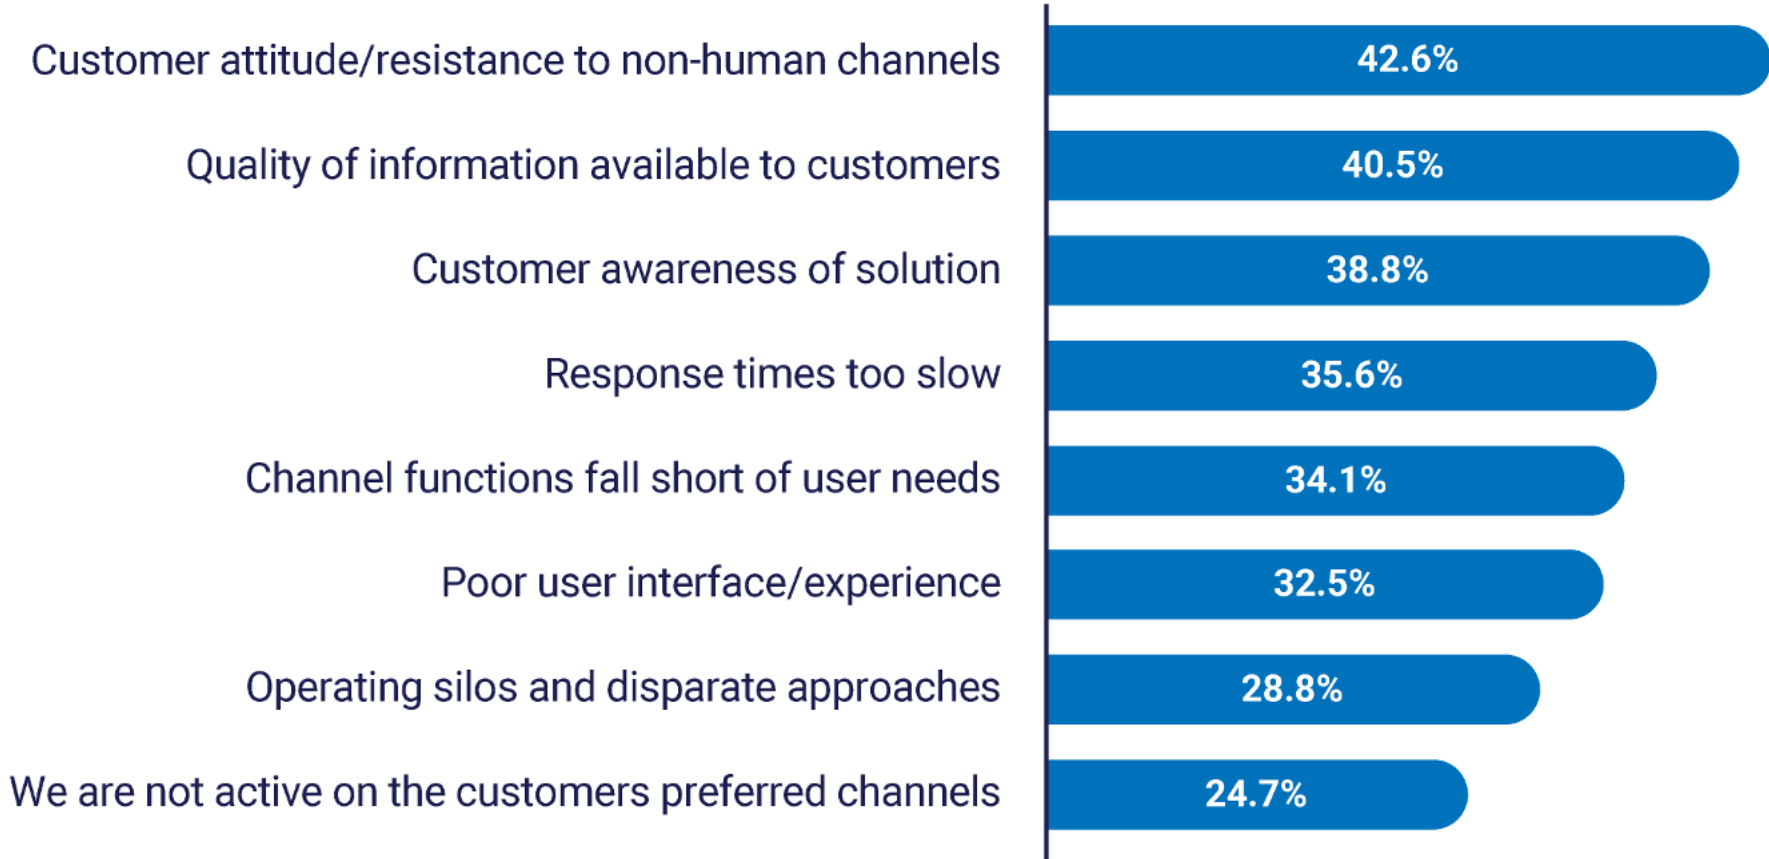 Customer attitude/resistance to non-human channels 42.6%
Quality of information available to customers 40.5%
Customer awareness of solution 38.8%
Response times too slow 35.6%
Channel functions fall short of user needs 34.1%
Poor user interface/experience 32.5%
Operating silos and disparate approaches 28.8%
We are not active on the customers preferred channels 24.7%